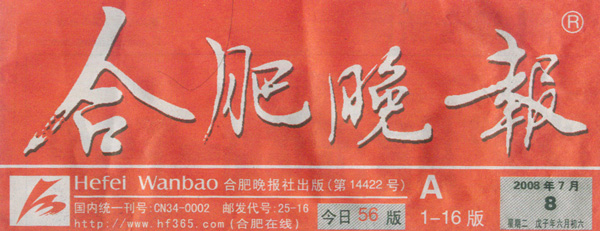 合肥晚報
®
Hefei Wanbao 合肥晚报社出版(第14422号)
国内统一刊号:CN34-0002 邮发代号:25-16
http://www.hf365.com(合肥在线)
今日 56 版
A
1-16版
2008年7月
8
星期二 戊子年六月初六